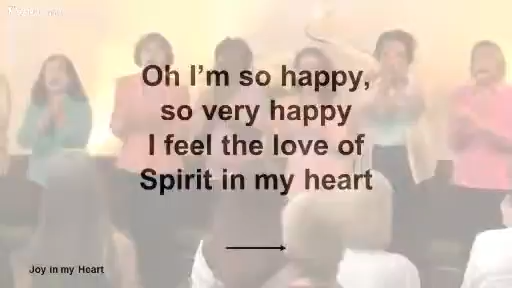 Oh I'm so happy,
so very happy
I feel the love of
Spirit in my heart
Joy in my Heart